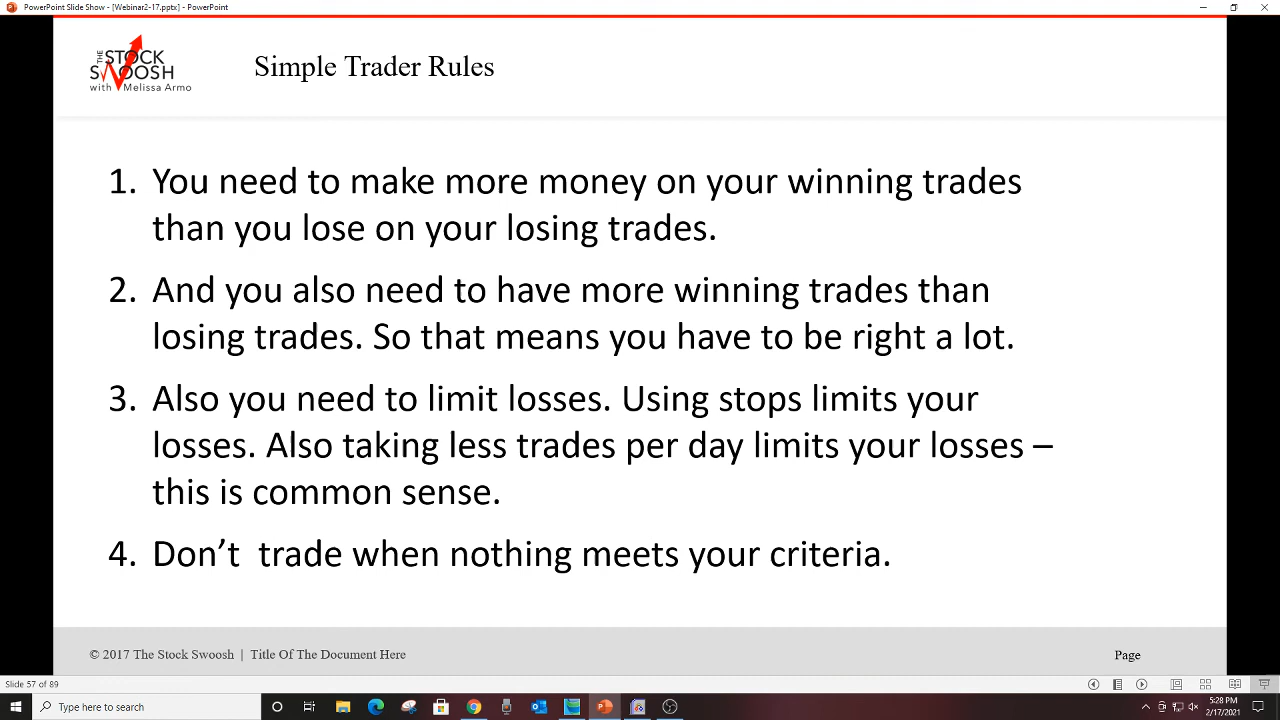 PowerPoint Slide Show - [Webinar2-17.pptx] - PowerPoint
THE STOCK
SWOOSH
with Melissa Armo
Simple Trader Rules
1. You need to make more money on your winning trades
than you lose on your losing trades.
2. And you also need to have more winning trades than
losing trades. So that means you have to be right a lot.
3. Also you need to limit losses. Using stops limits your
losses. Also taking less trades per day limits your losses –
this is common sense.
4. Don’t  trade when nothing meets your criteria.
© 2017 The Stock Swoosh | Title Of The Document Here
Page
Slide 57 of 89
Type here to search
5:28 PM
2/17/2021